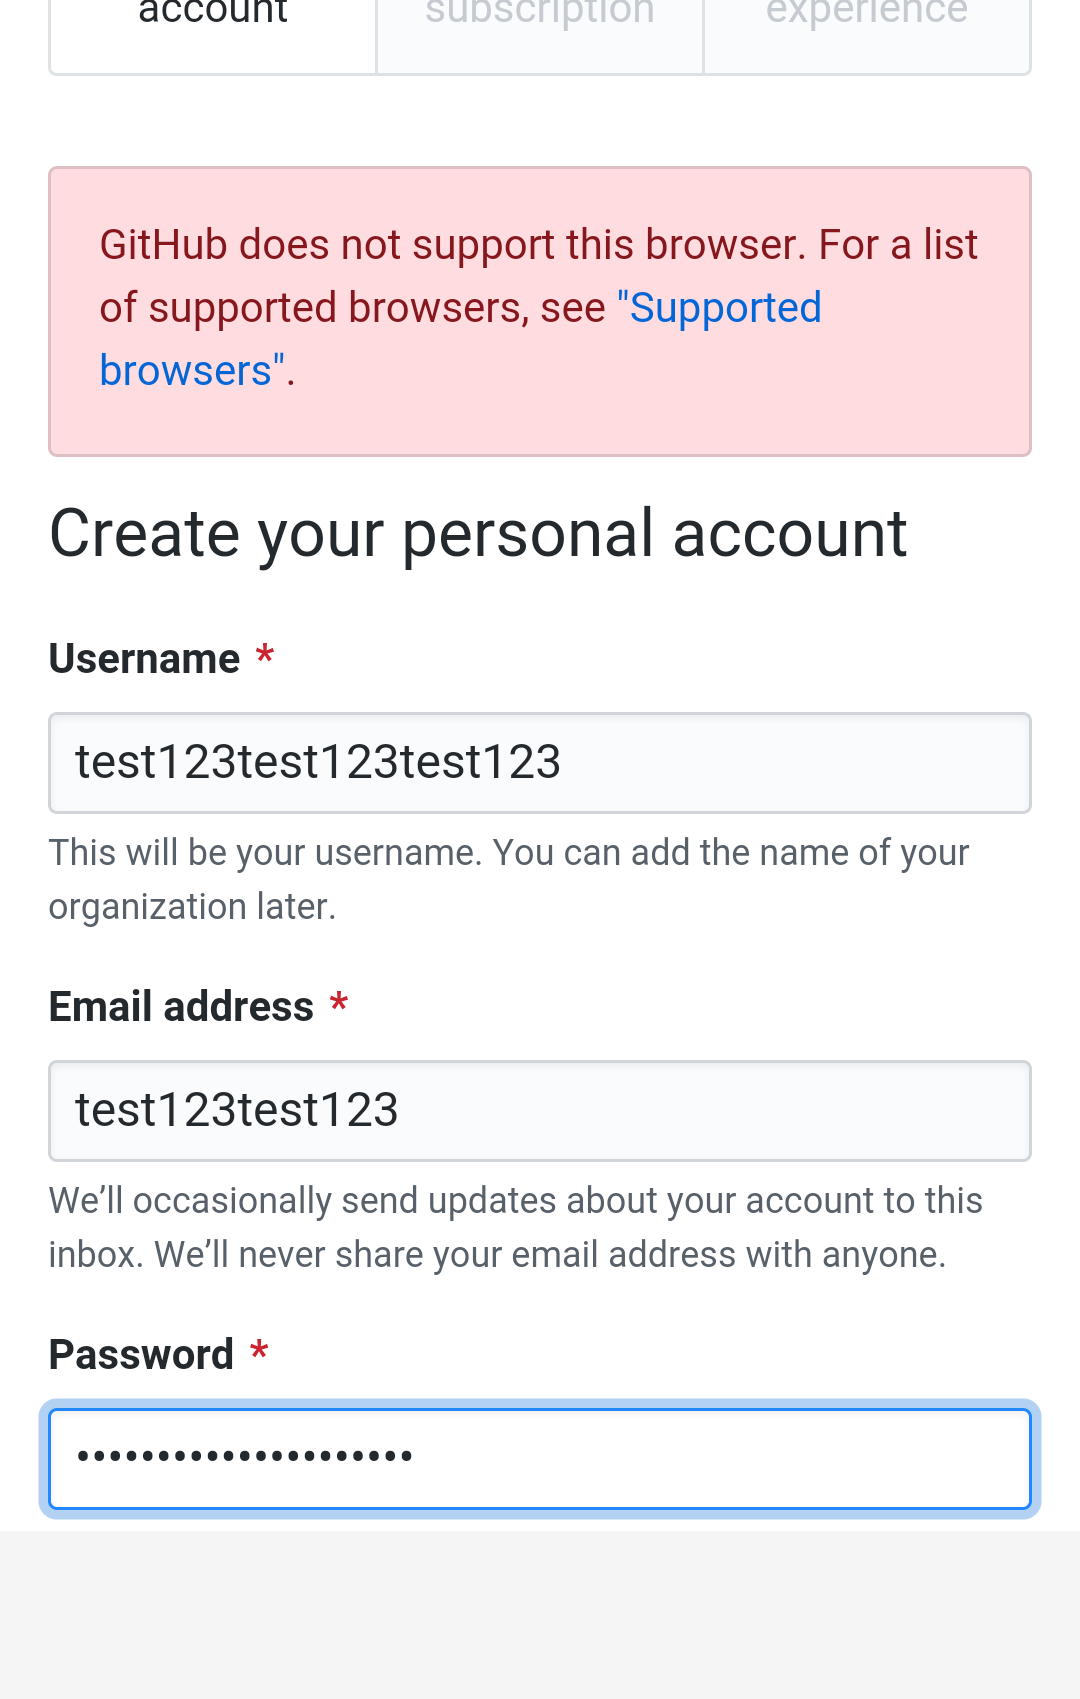 account subscription experience
GitHub does not support this browser. For a list
of supported browsers, see "Supported
browsers".
Create your personal account
Username *
test123test123test123
This will be your username. You can add the name of your
organization later.
Email address *
test123test123
We’ll occasionally send updates about your account to this
inbox. We’ll never share your email address with anyone.
Password *
•••••••••••••••••••••